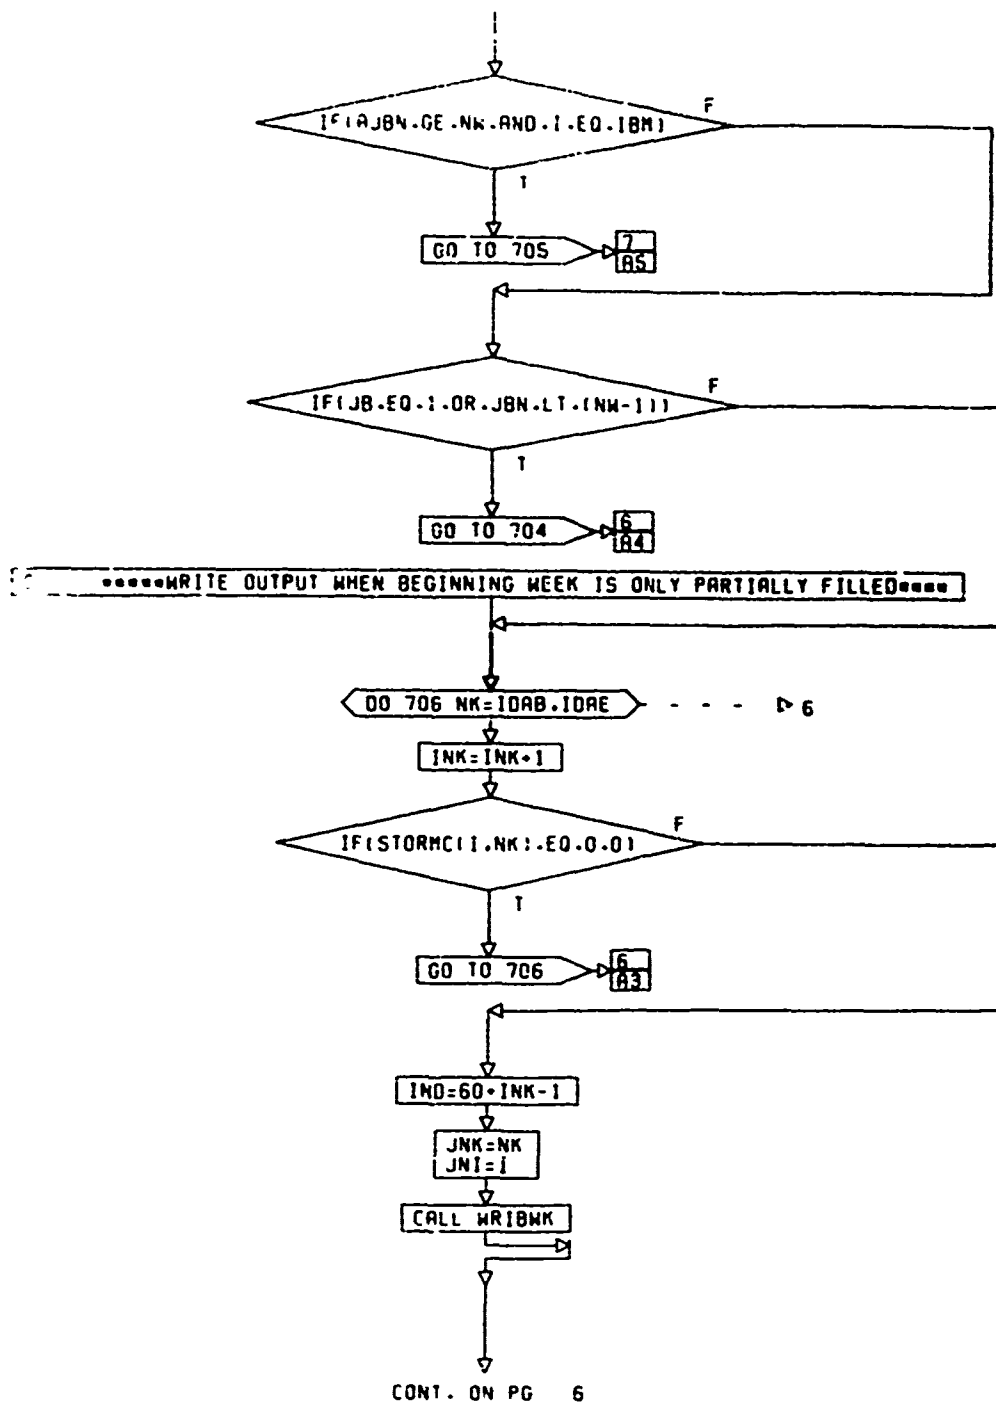 F
IF(AJBN.GE.NW.AND.I.EQ.IBM)
T
GO TO 705
7
A5
F
IF(JB.EQ.1.OR.JBN.LT.(NW-1))
T
GO TO 704
6
A4
*****WRITE OUTPUT WHEN BEGINNING WEEK IS ONLY PARTIALLY FILLED****
DO 706 NK=IDAB.IDAE
6
INK=INK+1
F
IF(STORMC(I.NK).EQ.0.0)
T
GO TO 706
6
A3
IND=60+INK-1
JNK=NK
JNI=I
CALL WRIBWK
CONT. ON PG 6